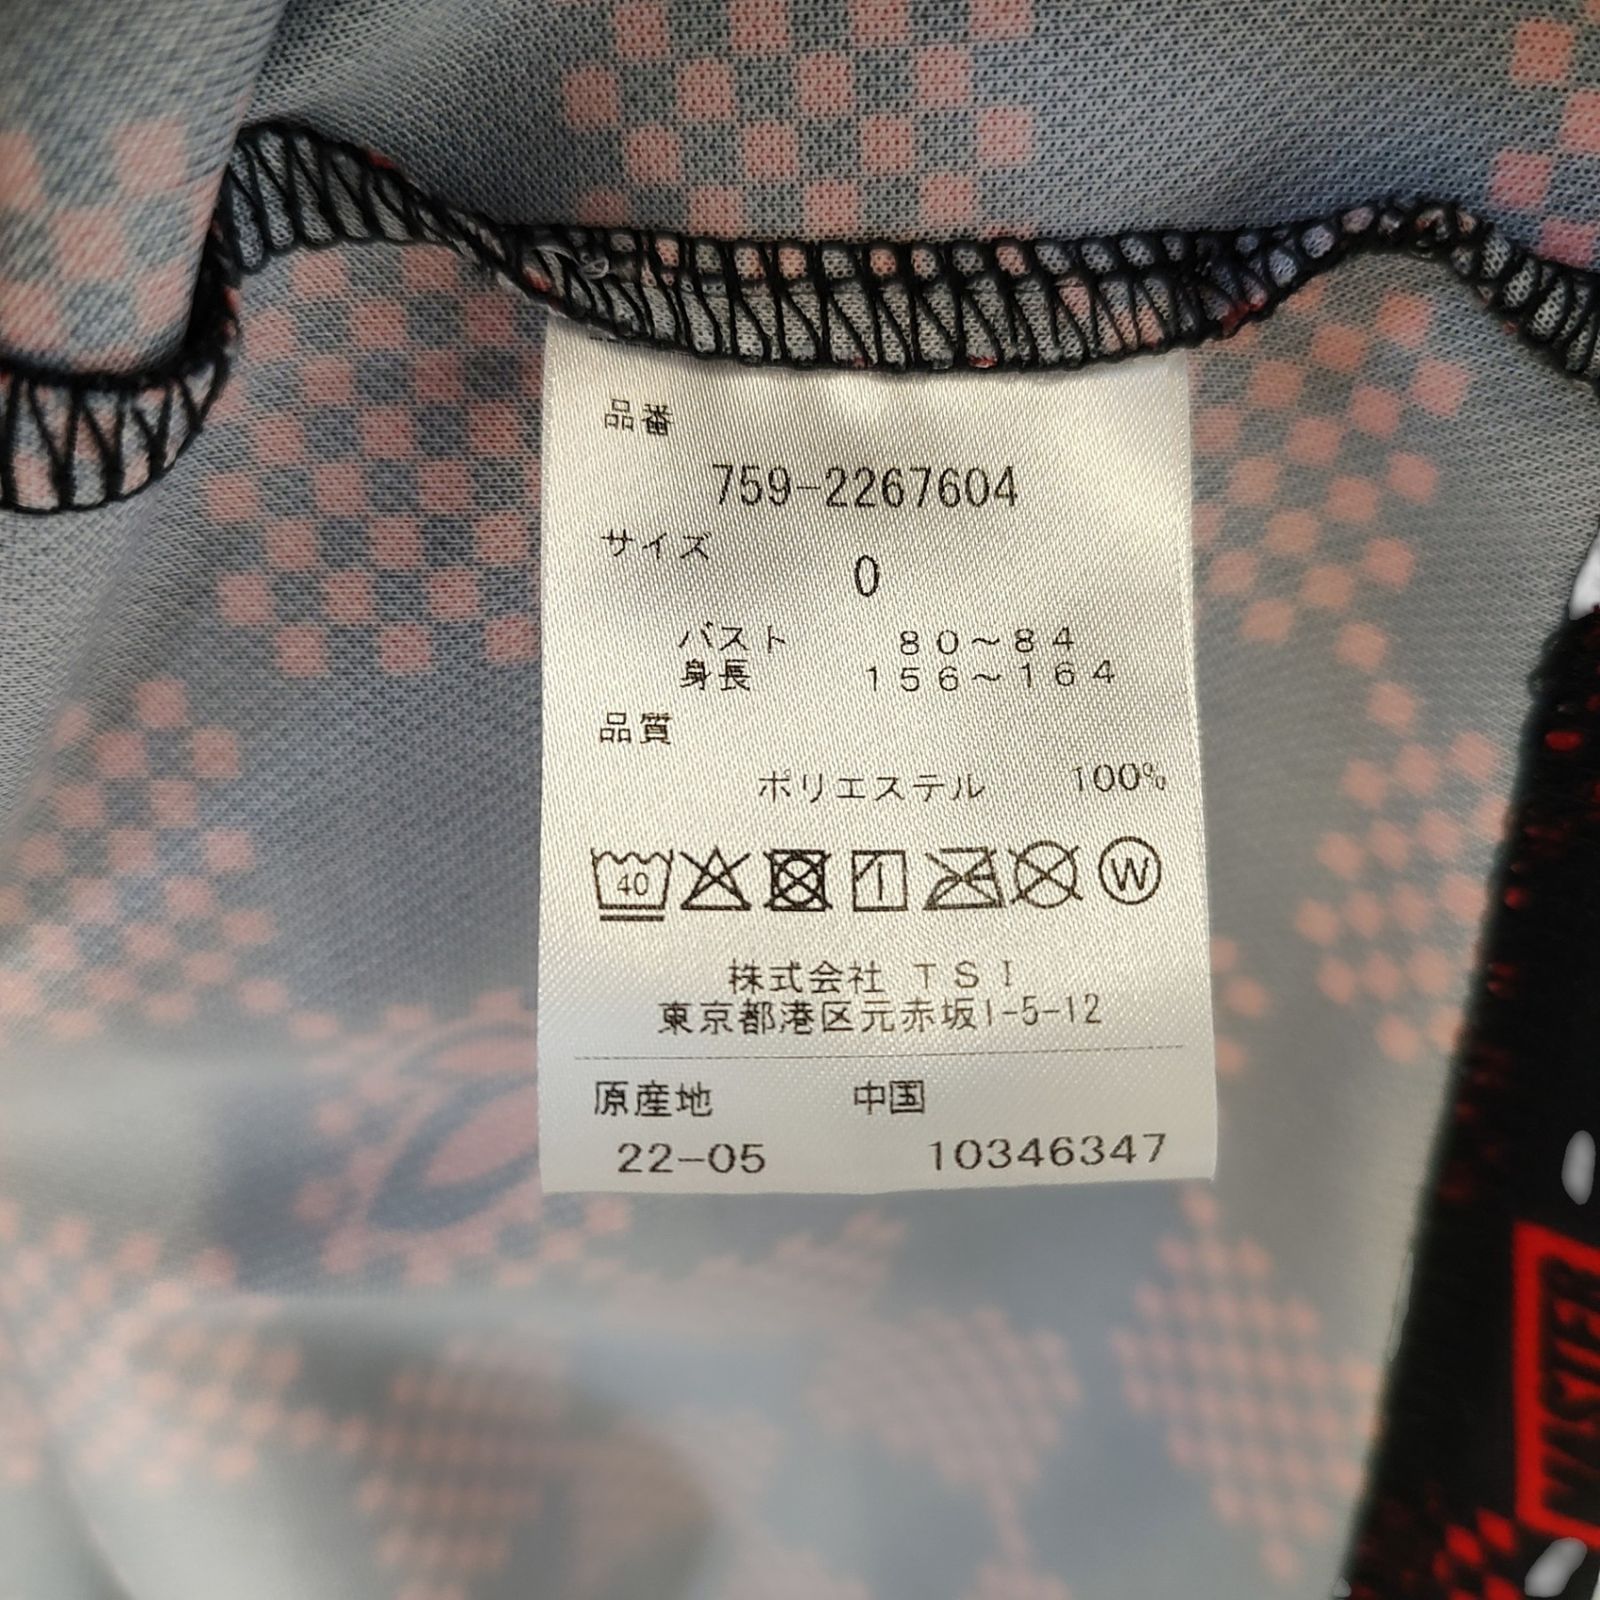 品番
759-2267604
サイズ
0
バスト 80~84
身長 156~164
品質
ポリエステル 100%
40
W
株式会社 TSI
東京都港区元赤坂1-5-12
原産地 中国
22-05 10346347